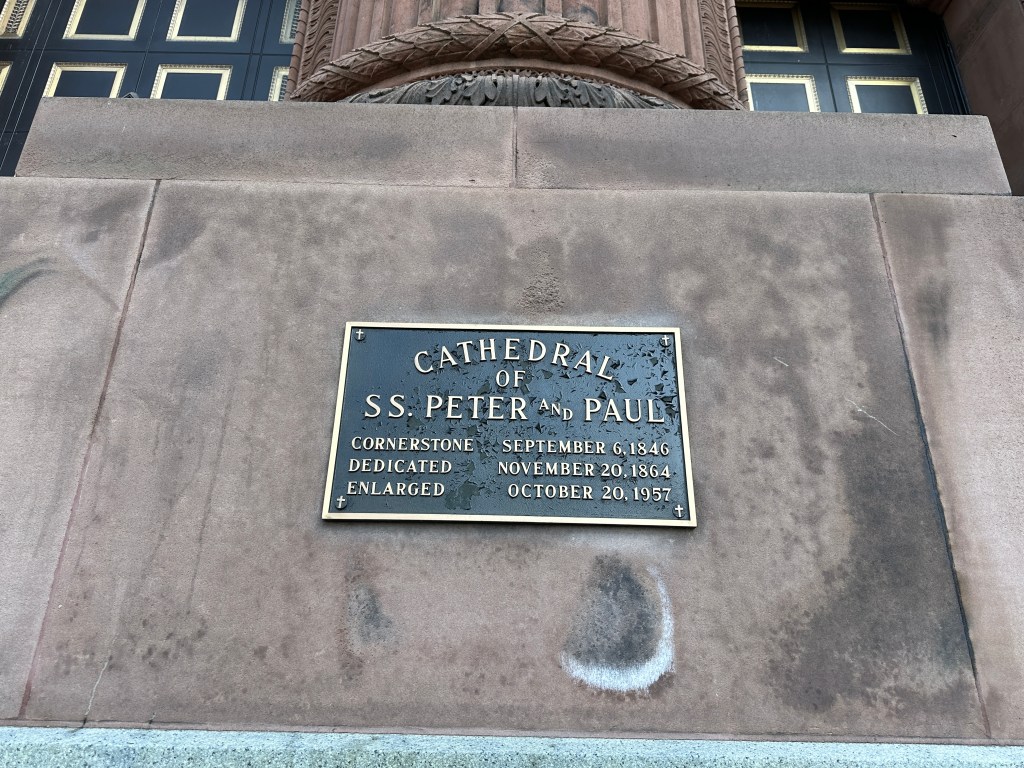 CATHEDRAL
OF
SS. PETER AND PAUL
CORNERSTONE SEPTEMBER 6, 1846
DEDICATED NOVEMBER 20, 1864
ENLARGED OCTOBER 20, 1957